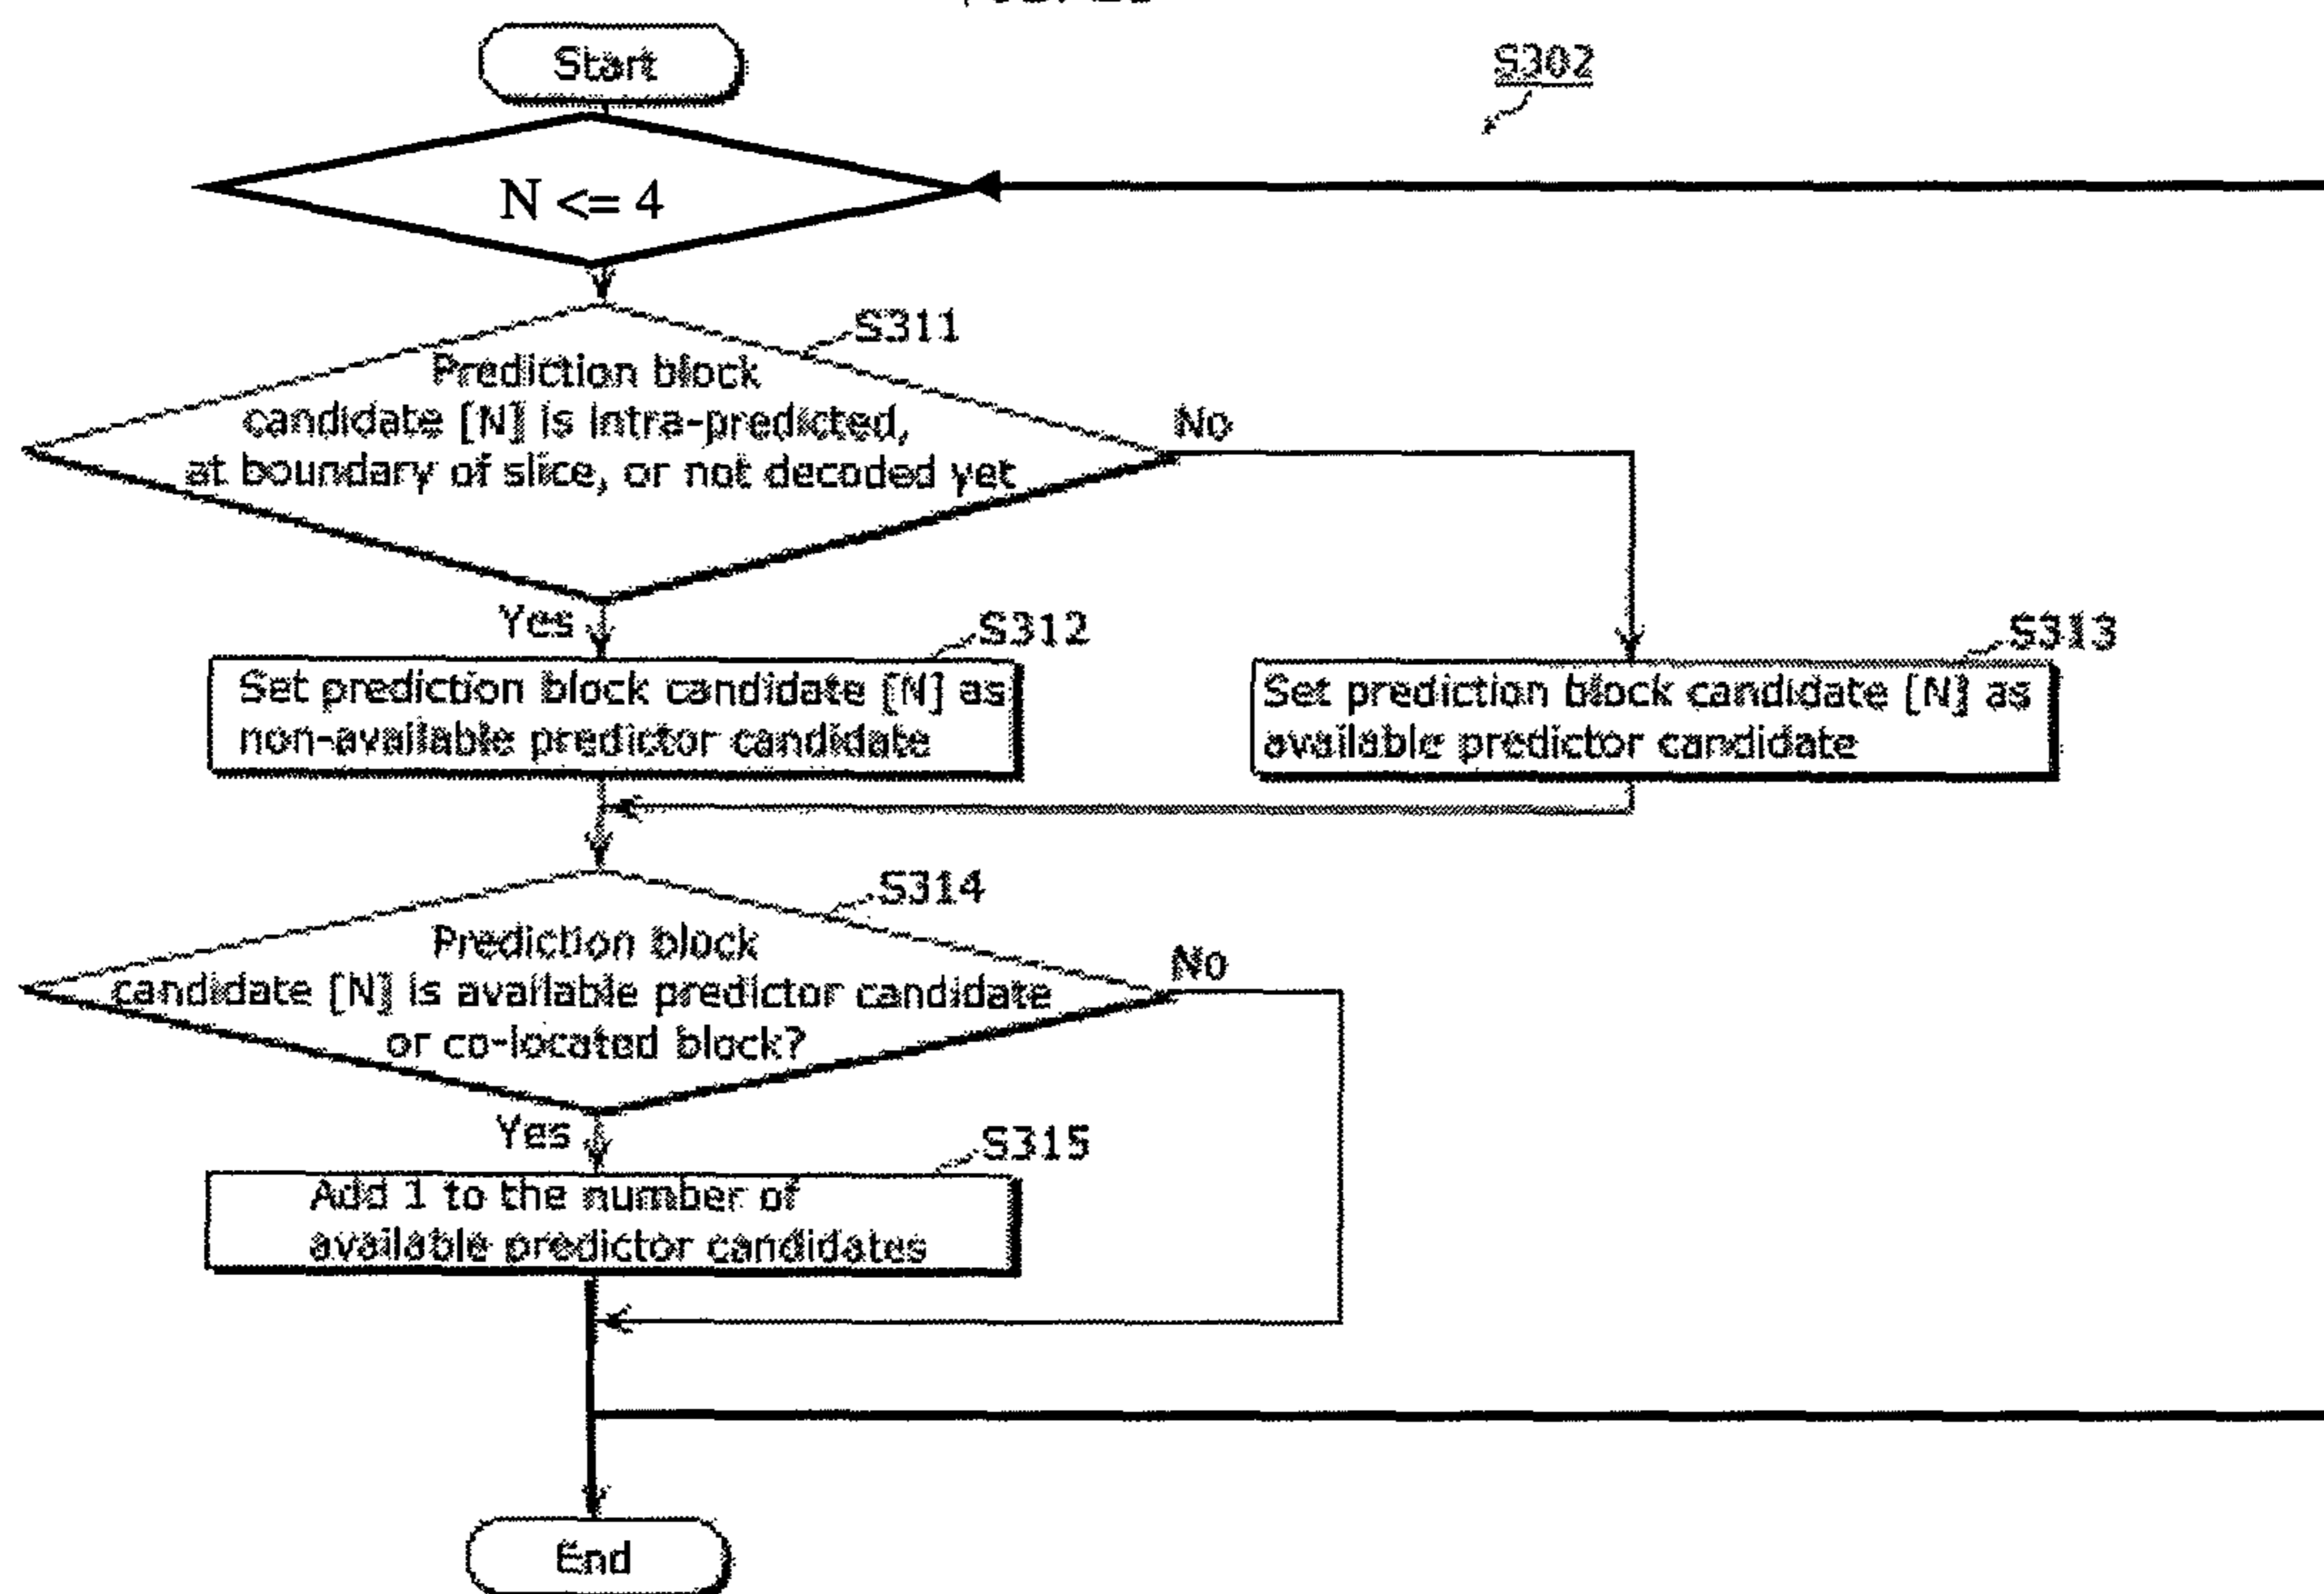 Start
S302
N <= 4
S311
Prediction block
candidate [N] is intra-predicted,
at boundary of slice, or not decoded yet
No
Yes
S312
S313
Set prediction block candidate [N] as
non-available predictor candidate
Set prediction block candidate [N] as
available predictor candidate
S314
Prediction block
candidate [N] is available predictor candidate
or co-located block?
No
Yes
S315
Add 1 to the number of
available predictor candidates
End